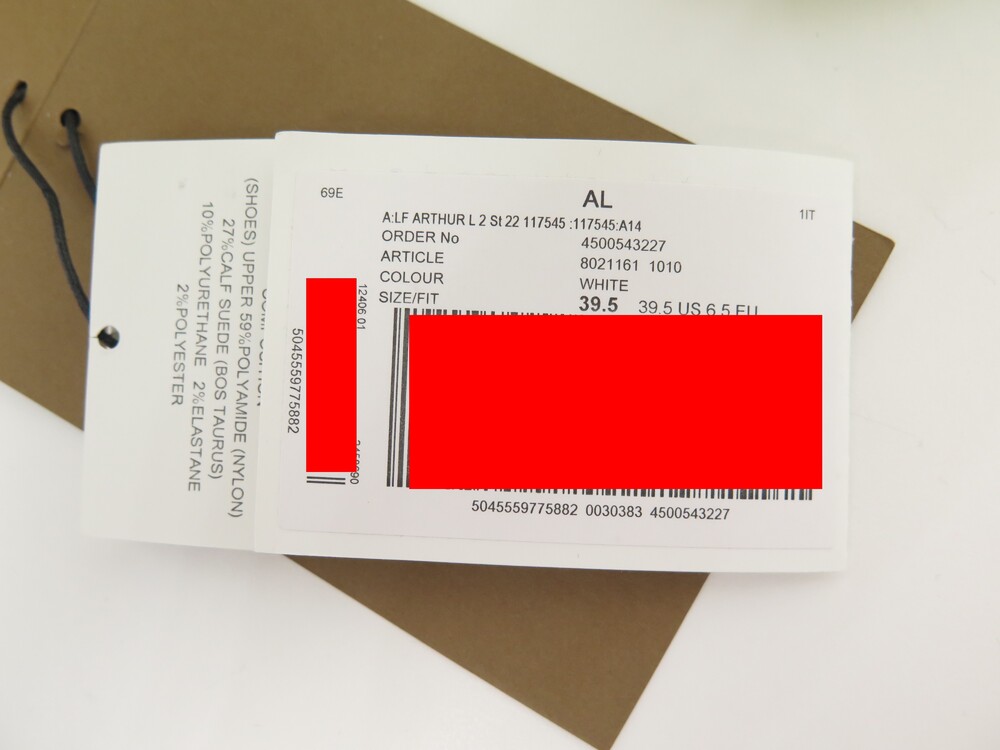 69E
AL
1IT
A:LF ARTHUR L 2 St 22 117545 :117545:A14
ORDER No 4500543227
ARTICLE 8021161 1010
COLOUR WHITE
SIZE/FIT 39.5 39.5 US 6.5 EU
5045559775882 0030383 4500543227
12406 01
5045559775882
(SHOES) UPPER 59%POLYAMIDE (NYLON)
27%CALF SUEDE (BOS TAURUS)
10%POLYURETHANE 2%ELASTANE
2%POLYESTER